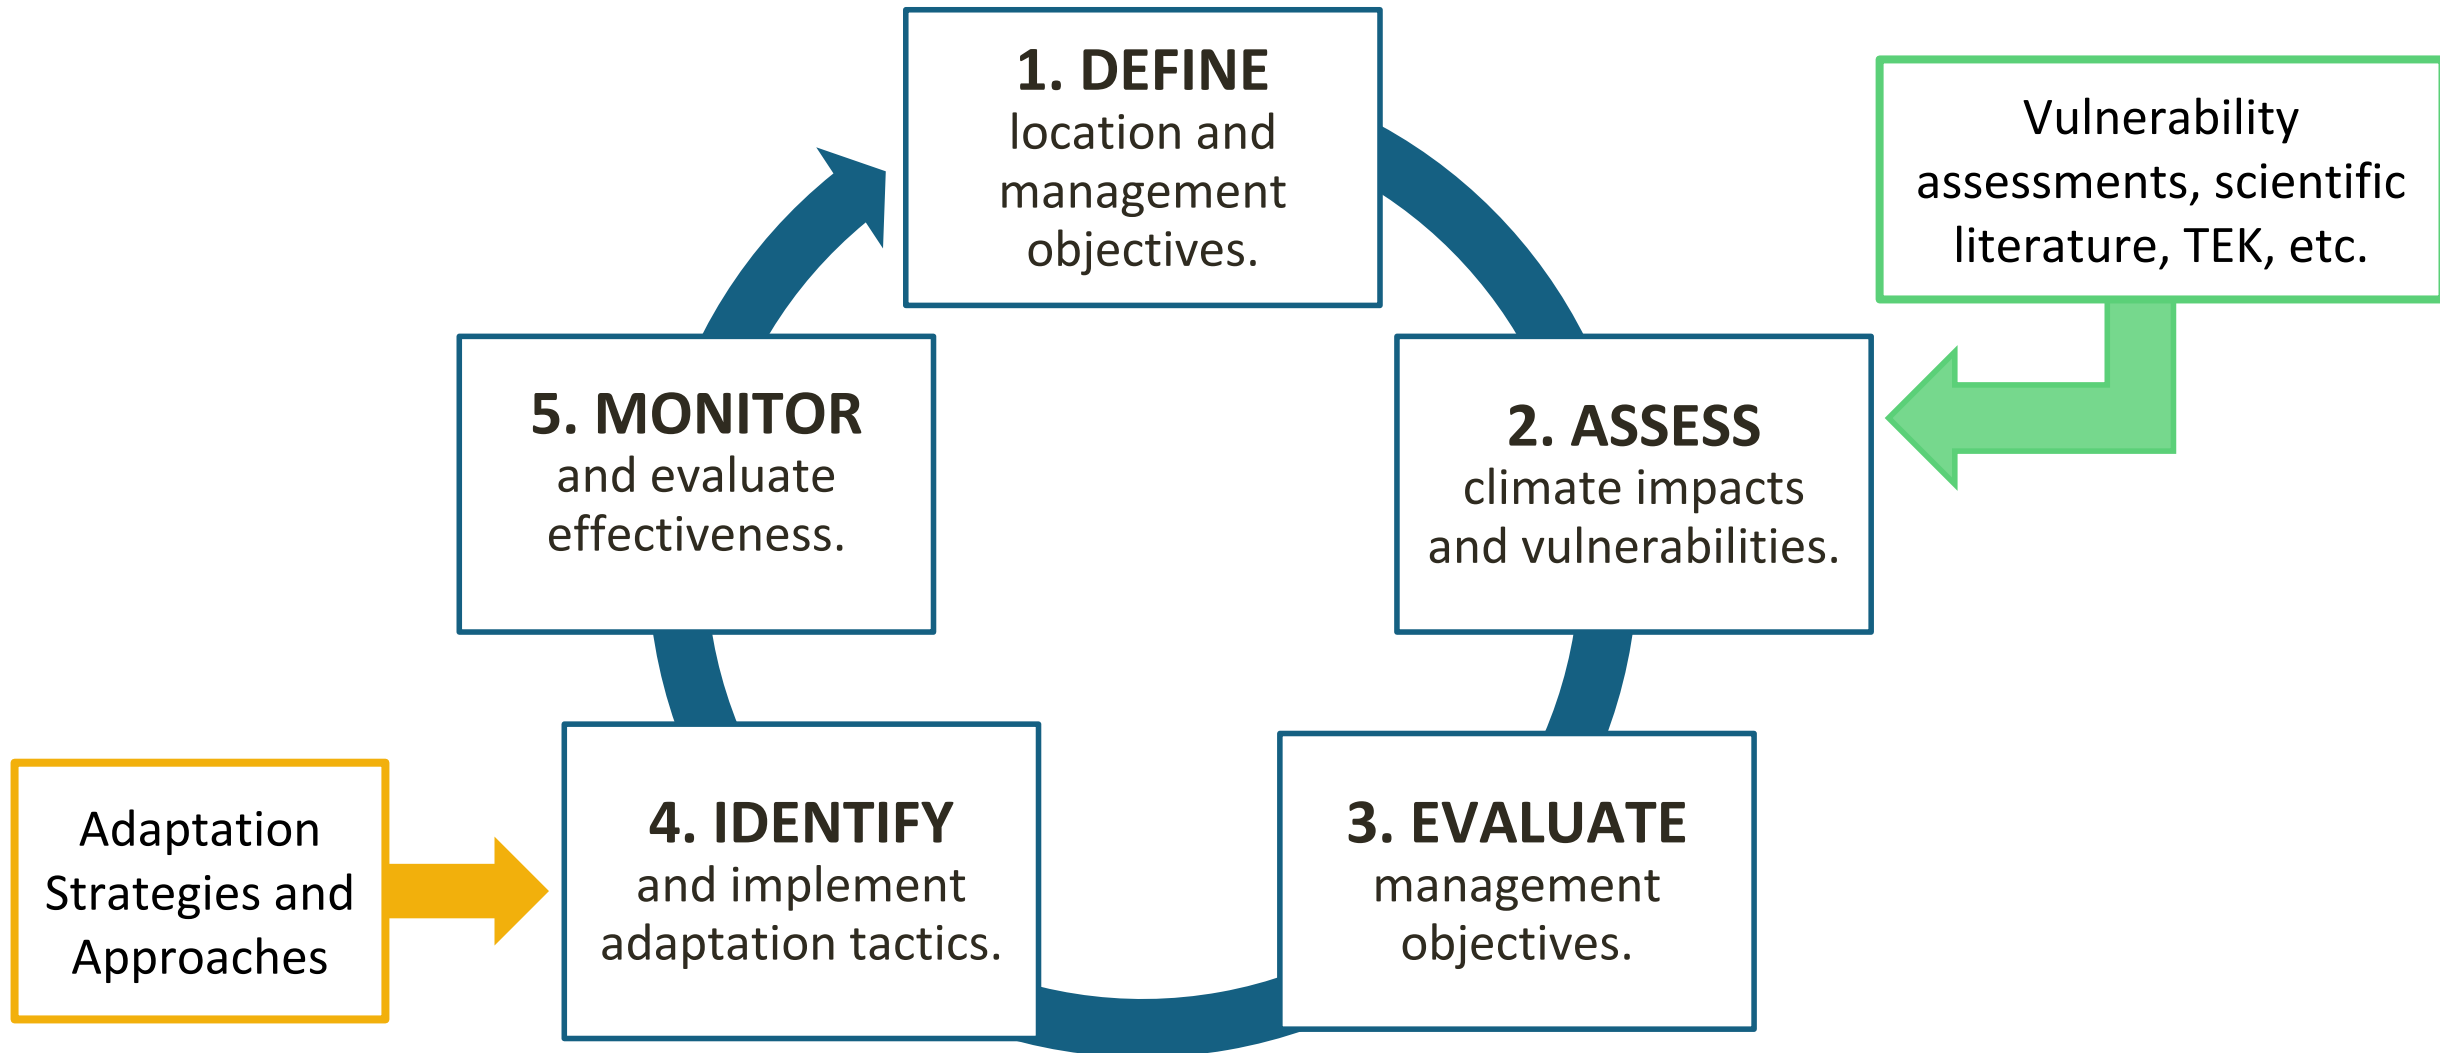 1. DEFINE
location and
management
objectives.
Vulnerability
assessments, scientific
literature, TEK, etc.
2. ASSESS
climate impacts
and vulnerabilities.
3. EVALUATE
management
objectives.
4. IDENTIFY
and implement
adaptation tactics.
Adaptation
Strategies and
Approaches
5. MONITOR
and evaluate
effectiveness.